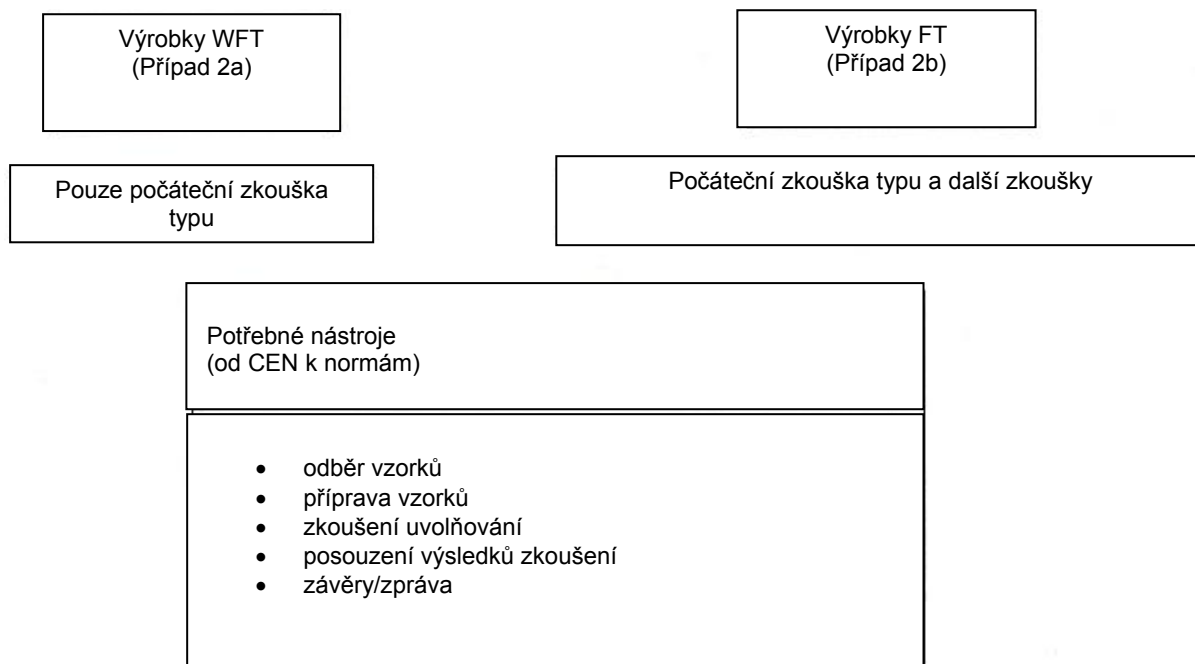 Výrobky WFT
(Případ 2a)
Výrobky FT
(Případ 2b)
Pouze počáteční zkouška
typu
Počáteční zkouška typu a další zkoušky
Potřebné nástroje
(od CEN k normám)
• odběr vzorků
• příprava vzorků
• zkoušení uvolňování
• posouzení výsledků zkoušení
• závěry/zpráva